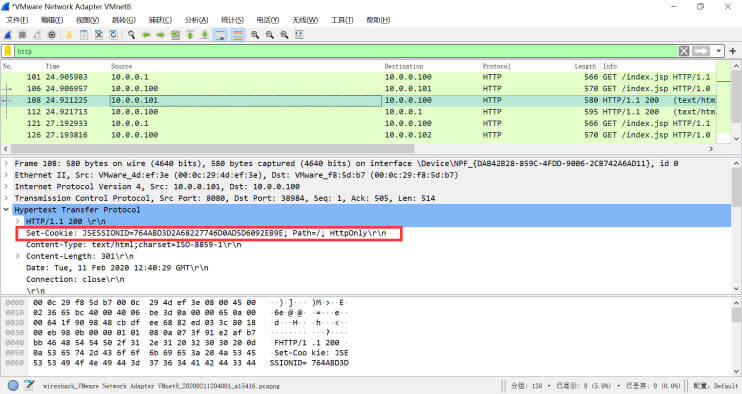 *VMware Network Adapter VMnet8
文件(F) 编辑(E) 视图(V) 跳转(G) 捕获(C) 分析(A) 统计(S) 电话(Y) 无线(W) 工具(T) 帮助(H)
http
No. Time Source Destination Protocol Length Info
101 24.905983 10.0.0.1 10.0.0.100 HTTP 566 GET /index.jsp HTTP/1.1
106 24.906957 10.0.0.100 10.0.0.101 HTTP 570 GET /index.jsp HTTP/1.0
108 24.921225 10.0.0.101 10.0.0.100 HTTP 580 HTTP/1.1 200 (text/htm
112 24.921713 10.0.0.100 10.0.0.1 HTTP 595 HTTP/1.1 200 (text/htm
121 27.192933 10.0.0.1 10.0.0.100 HTTP 566 GET /index.jsp HTTP/1.1
126 27.193816 10.0.0.100 10.0.0.102 HTTP 570 GET /index.jsp HTTP/1.0
Frame 108: 580 bytes on wire (4640 bits), 580 bytes captured (4640 bits) on interface \Device\NPF_{DAB42B28-859C-4FDD-9006-2CB742A6AD11}, id 0
Ethernet II, Src: VMware_4d:ef:3e (00:0c:29:4d:ef:3e), Dst: VMware_f8:5d:b7 (00:0c:29:f8:5d:b7)
Internet Protocol Version 4, Src: 10.0.0.101, Dst: 10.0.0.100
Transmission Control Protocol, Src Port: 8080, Dst Port: 38984, Seq: 1, Ack: 505, Len: 514
Hypertext Transfer Protocol
HTTP/1.1 200 \r\n
Set-Cookie: JSESSIONID=764ABD3D2A68227746D0AD5D6092EB9E; Path=/; HttpOnly\r\n
Content-Type: text/html;charset=ISO-8859-1\r\n
Content-Length: 301\r\n
Date: Tue, 11 Feb 2020 12:40:29 GMT\r\n
Connection: close\r\n
\r\n
0000 00 0c 29 f8 5d b7 00 0c 29 4d ef 3e 08 00 45 00 ··)·]··· )M·>··E·
0010 02 36 65 bc 40 00 40 06 be 3d 0a 00 00 65 0a 00 ·6e·@·@· ·=···e··
0020 00 64 1f 90 98 48 cb df ee 68 82 ed 03 3c 80 18 ·d···H·· ·h···<··
0030 00 eb 98 0b 00 00 01 01 08 0a 07 3f 91 e2 af b7 ········ ···?····
0040 bb 46 48 54 54 50 2f 31 2e 31 20 32 30 30 20 0d ·FHTTP/1 .1 200 ·
0050 0a 53 65 74 2d 43 6f 6f 6b 69 65 3a 20 4a 53 45 ·Set-Coo kie: JSE
0060 53 53 49 4f 4e 49 44 3d 37 36 34 41 42 44 33 44 SSIONID= 764ABD3D
wireshark_VMware Network Adapter VMnet8_20200211204001_a15416.pcapng 分组: 138 · 已显示: 8 (5.8%) · 已丢弃: 0 (0.0%) 配置: Default